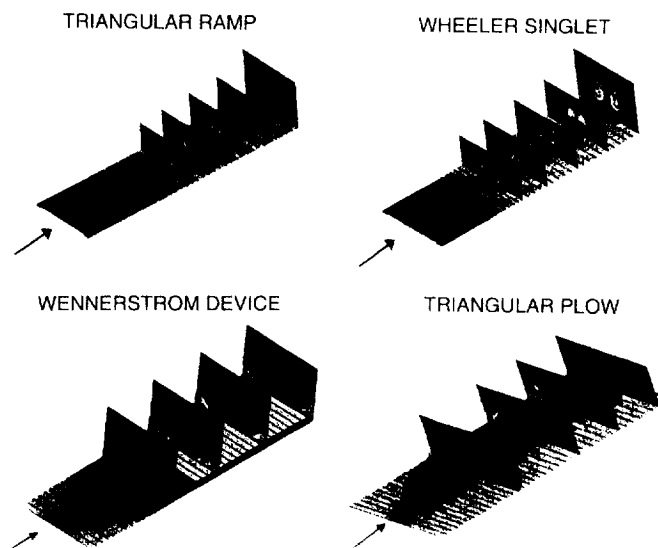 TRIANGULAR RAMP
WHEELER SINGLET
WENNERSTROM DEVICE
TRIANGULAR PLOW